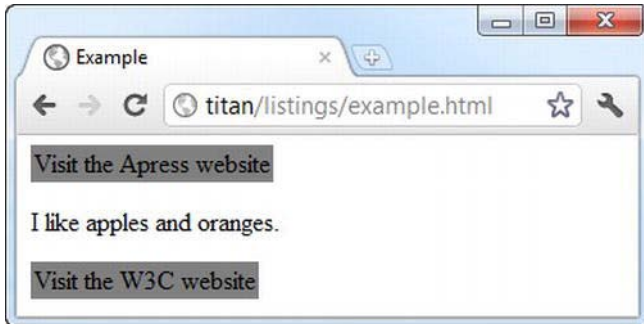 Example
titan/listings/example.html
Visit the Apress website
I like apples and oranges.
Visit the W3C website